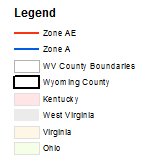 Legend
Zone AE
Zone A
WV County Boundaries
Wyoming County
Kentucky
West Virginia
Virginia
Ohio